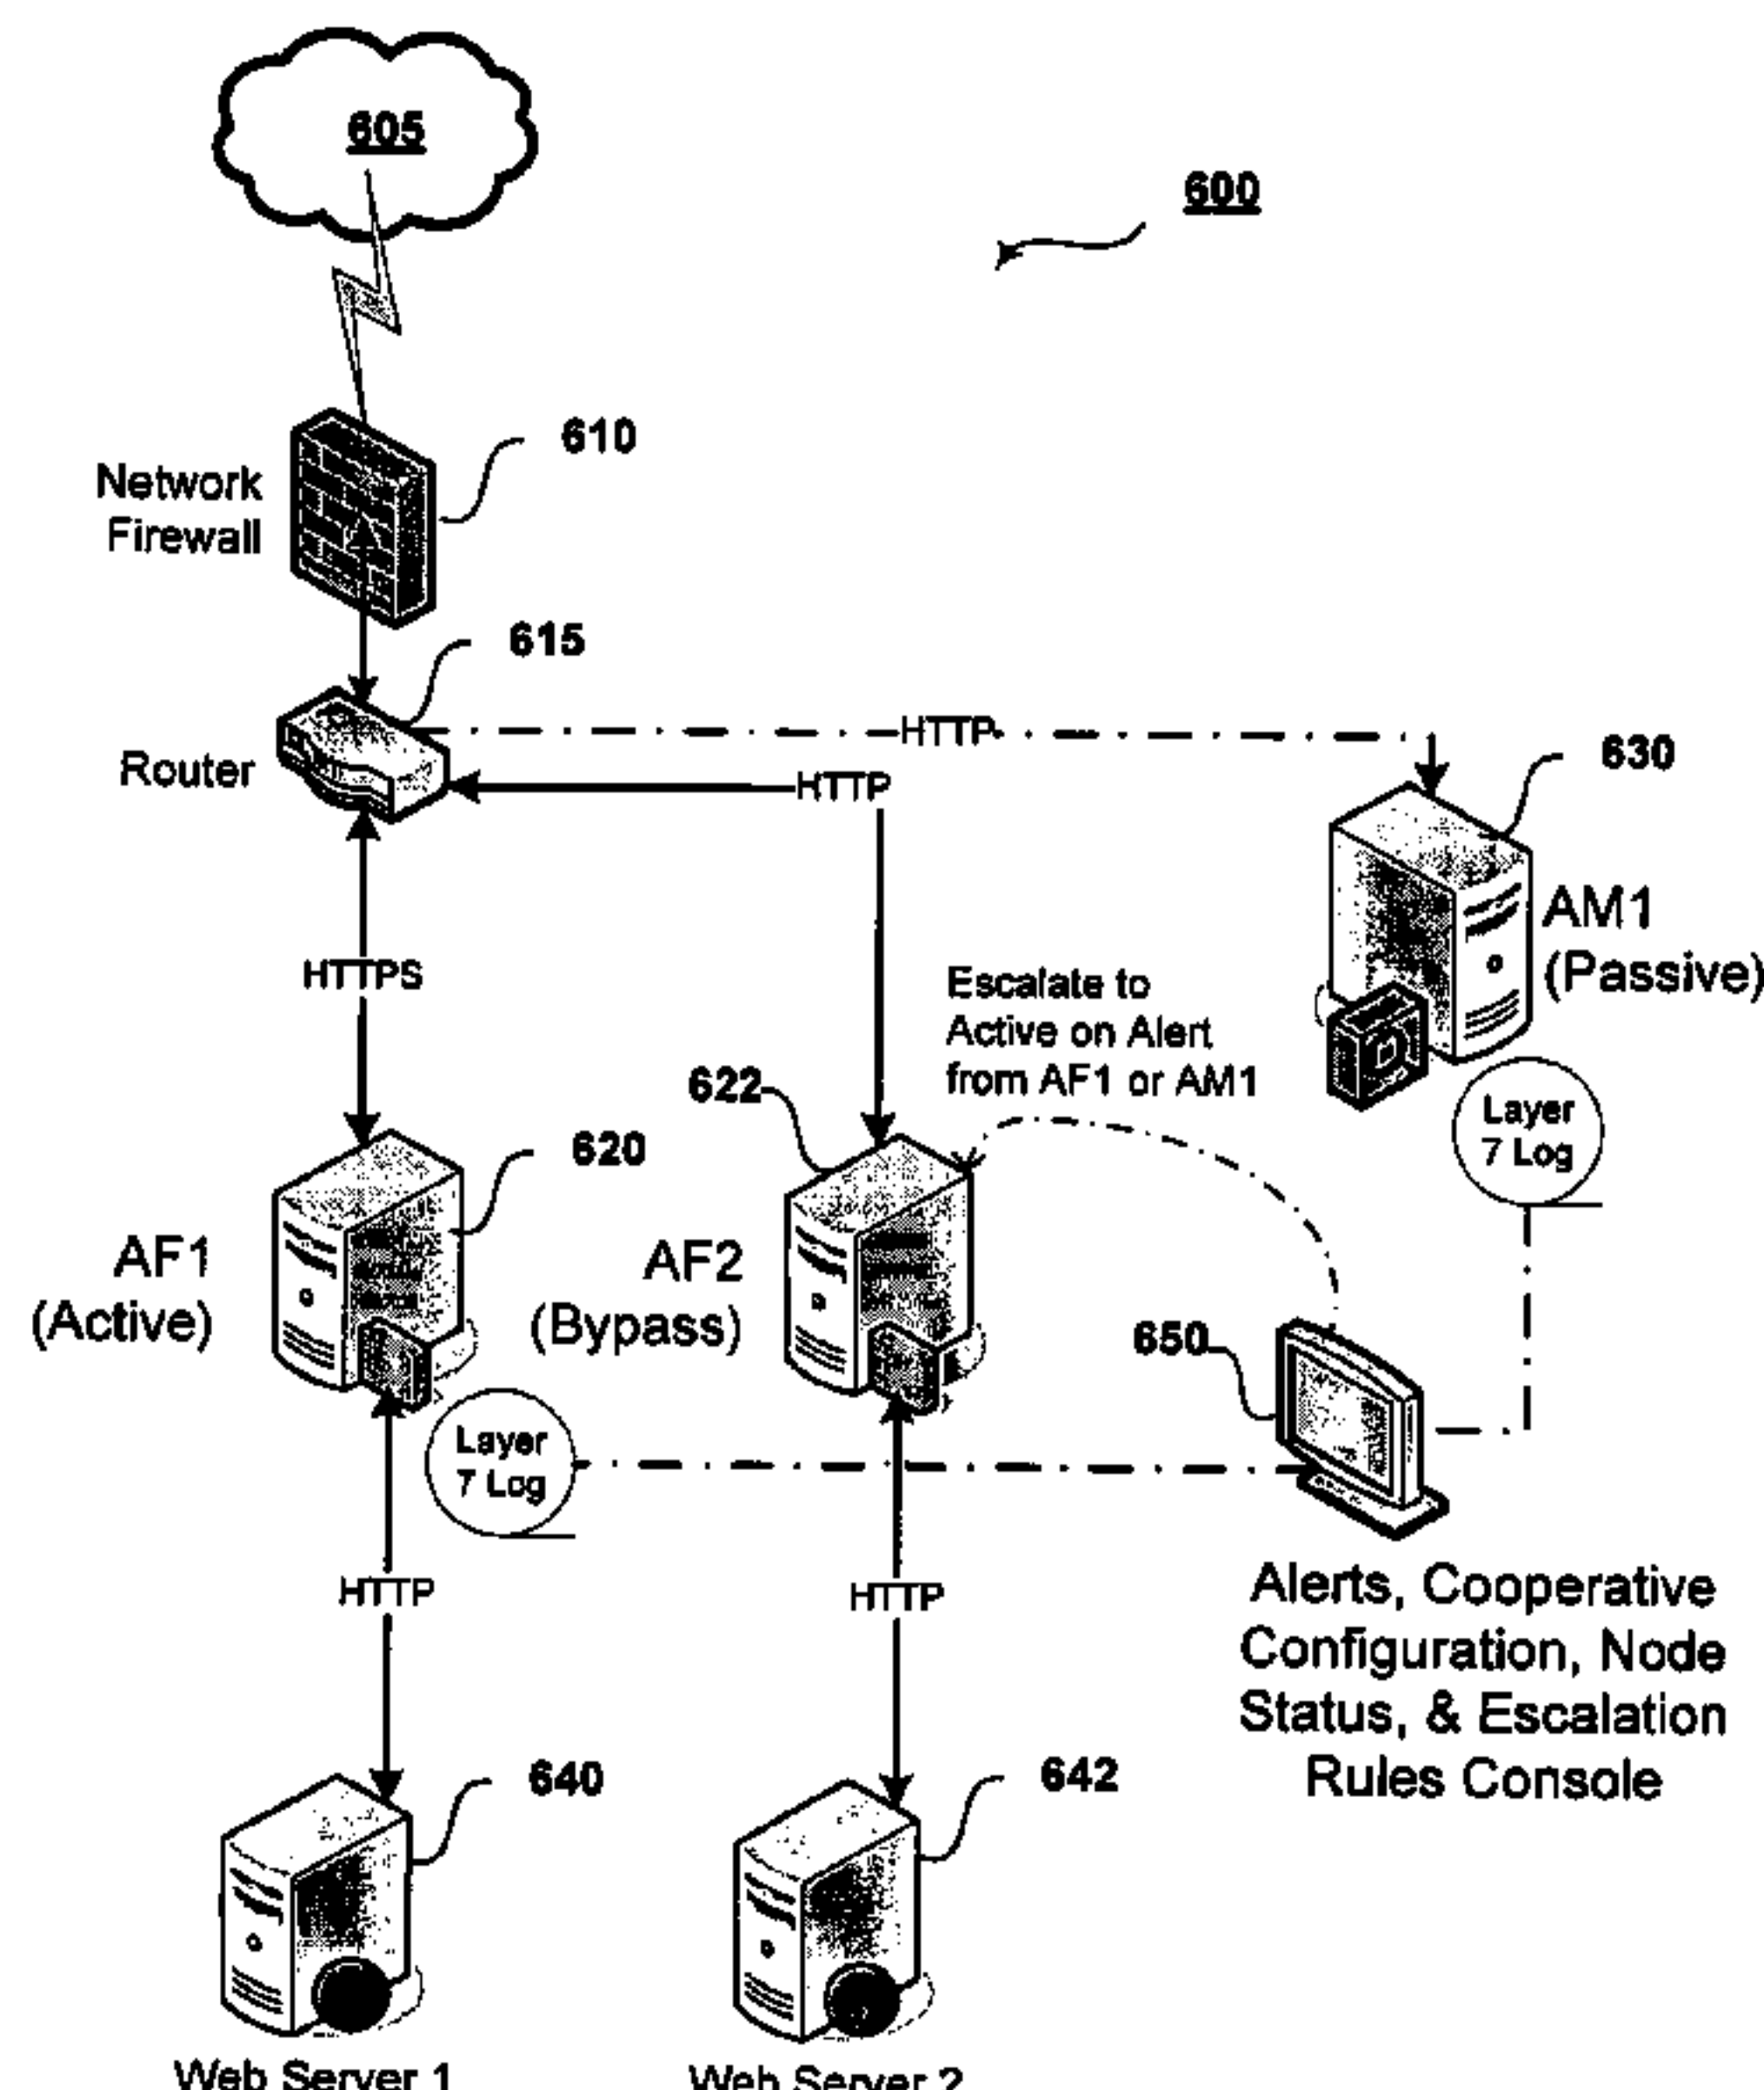 605
600
610
Network
Firewall
615
Router
HTTP
HTTP
630
AM1
(Passive)
HTTPS
Escalate to
Active on Alert
from AF1 or AM1
622
Layer
7 Log
620
AF1
(Active)
AF2
(Bypass)
650
Layer
7 Log
HTTP
HTTP
Alerts, Cooperative
Configuration, Node
Status, & Escalation
Rules Console
640
642
Web Server 1
Web Server 2